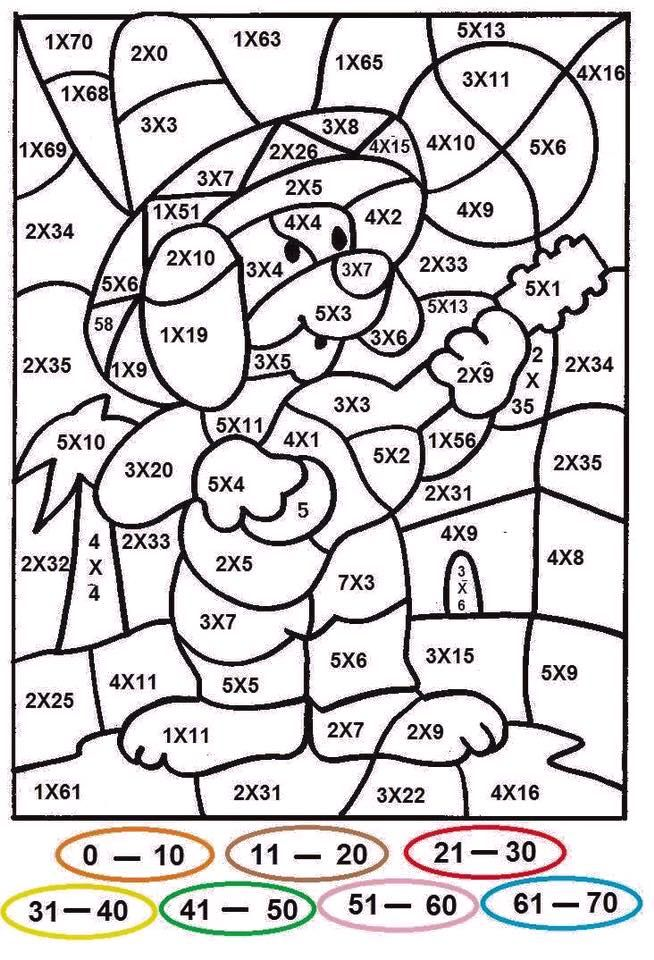 1X70
2X0
1X63
5X13
1X65
3X11
4X16
1X68
3X3
3X8
4X10
5X6
1X69
2X26
4X15
3X7
2X5
1X51
4X4
4X2
4X9
2X34
2X10
3X4
3X7
2X33
5X6
5X1
5X3
5X13
58
1X19
3X6
2X35
1X9
3X5
2X9
2
X
35
2X34
3X3
5X11
5X10
4X1
5X2
1X56
3X20
2X35
5X4
2X31
5
2X32
4
X
4
2X33
2X5
4X9
4X8
7X3
3
X
6
3X7
5X6
3X15
5X9
4X11
5X5
2X25
1X11
2X7
2X9
1X61
2X31
3X22
4X16
0 — 10
11 — 20
21 — 30
31 — 40
41 — 50
51 — 60
61 — 70